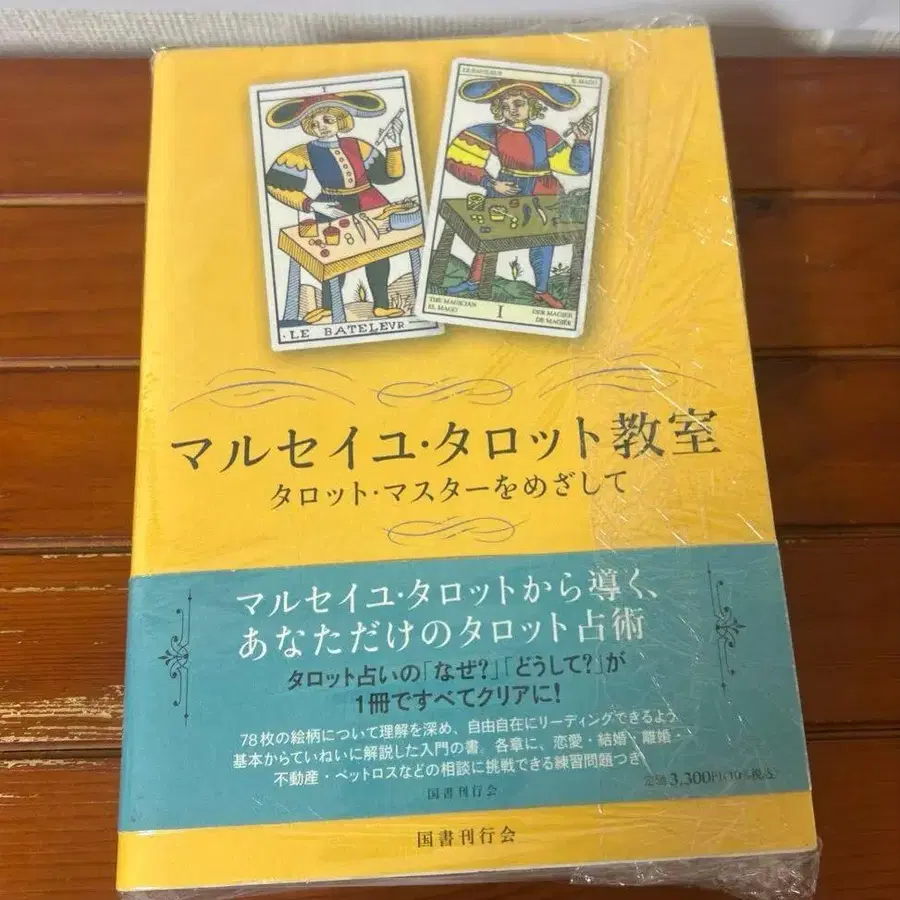 I
LE BATELEVR
LE BATELEUR
IL MAGO
THE MAGICIAN
EL MAGO
I
DER MAGIER
DE MAGIËR
マルセイユ・タロット教室
タロット・マスターをめざして
マルセイユ・タロットから導く、
あなただけのタロット占術
タロット占いの「なぜ?」「どうして?」が
1冊ですべてクリアに!
78枚の絵柄について理解を深め、自由自在にリーディングできるよう
基本からていねいに解説した入門の書。各章に、恋愛・結婚・離婚・
不動産・ペットロスなどの相談に挑戦できる練習問題つき
国書刊行会
定価3,300円(10%税込)
国書刊行会